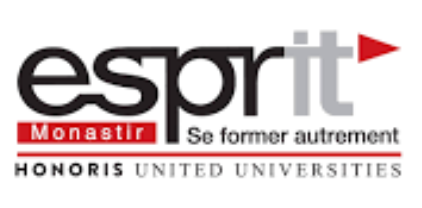 esprit
Monastir Se former autrement
HONORIS UNITED UNIVERSITIES